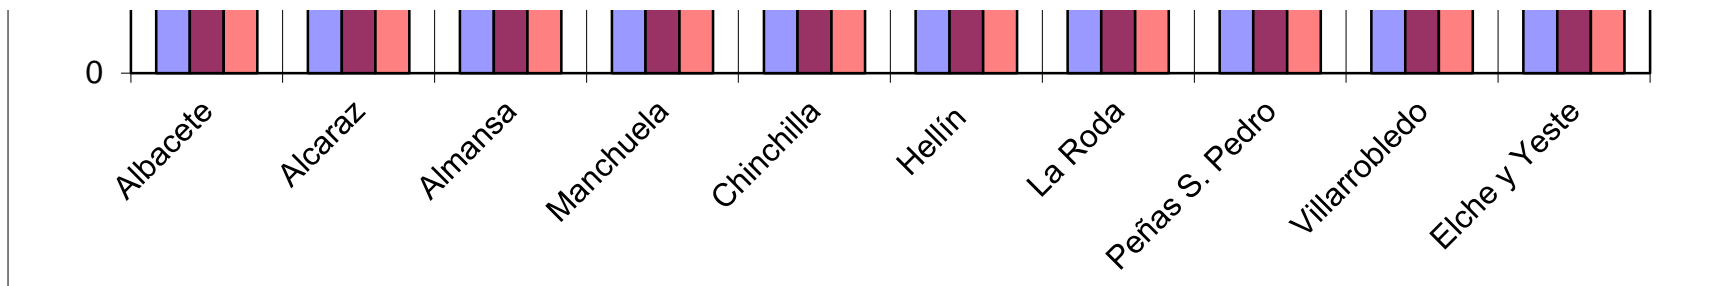 0
Albacete
Alcaraz
Almansa
Manchuela
Chinchilla
Hellín
La Roda
Peñas S. Pedro
Villarrobledo
Elche y Yeste